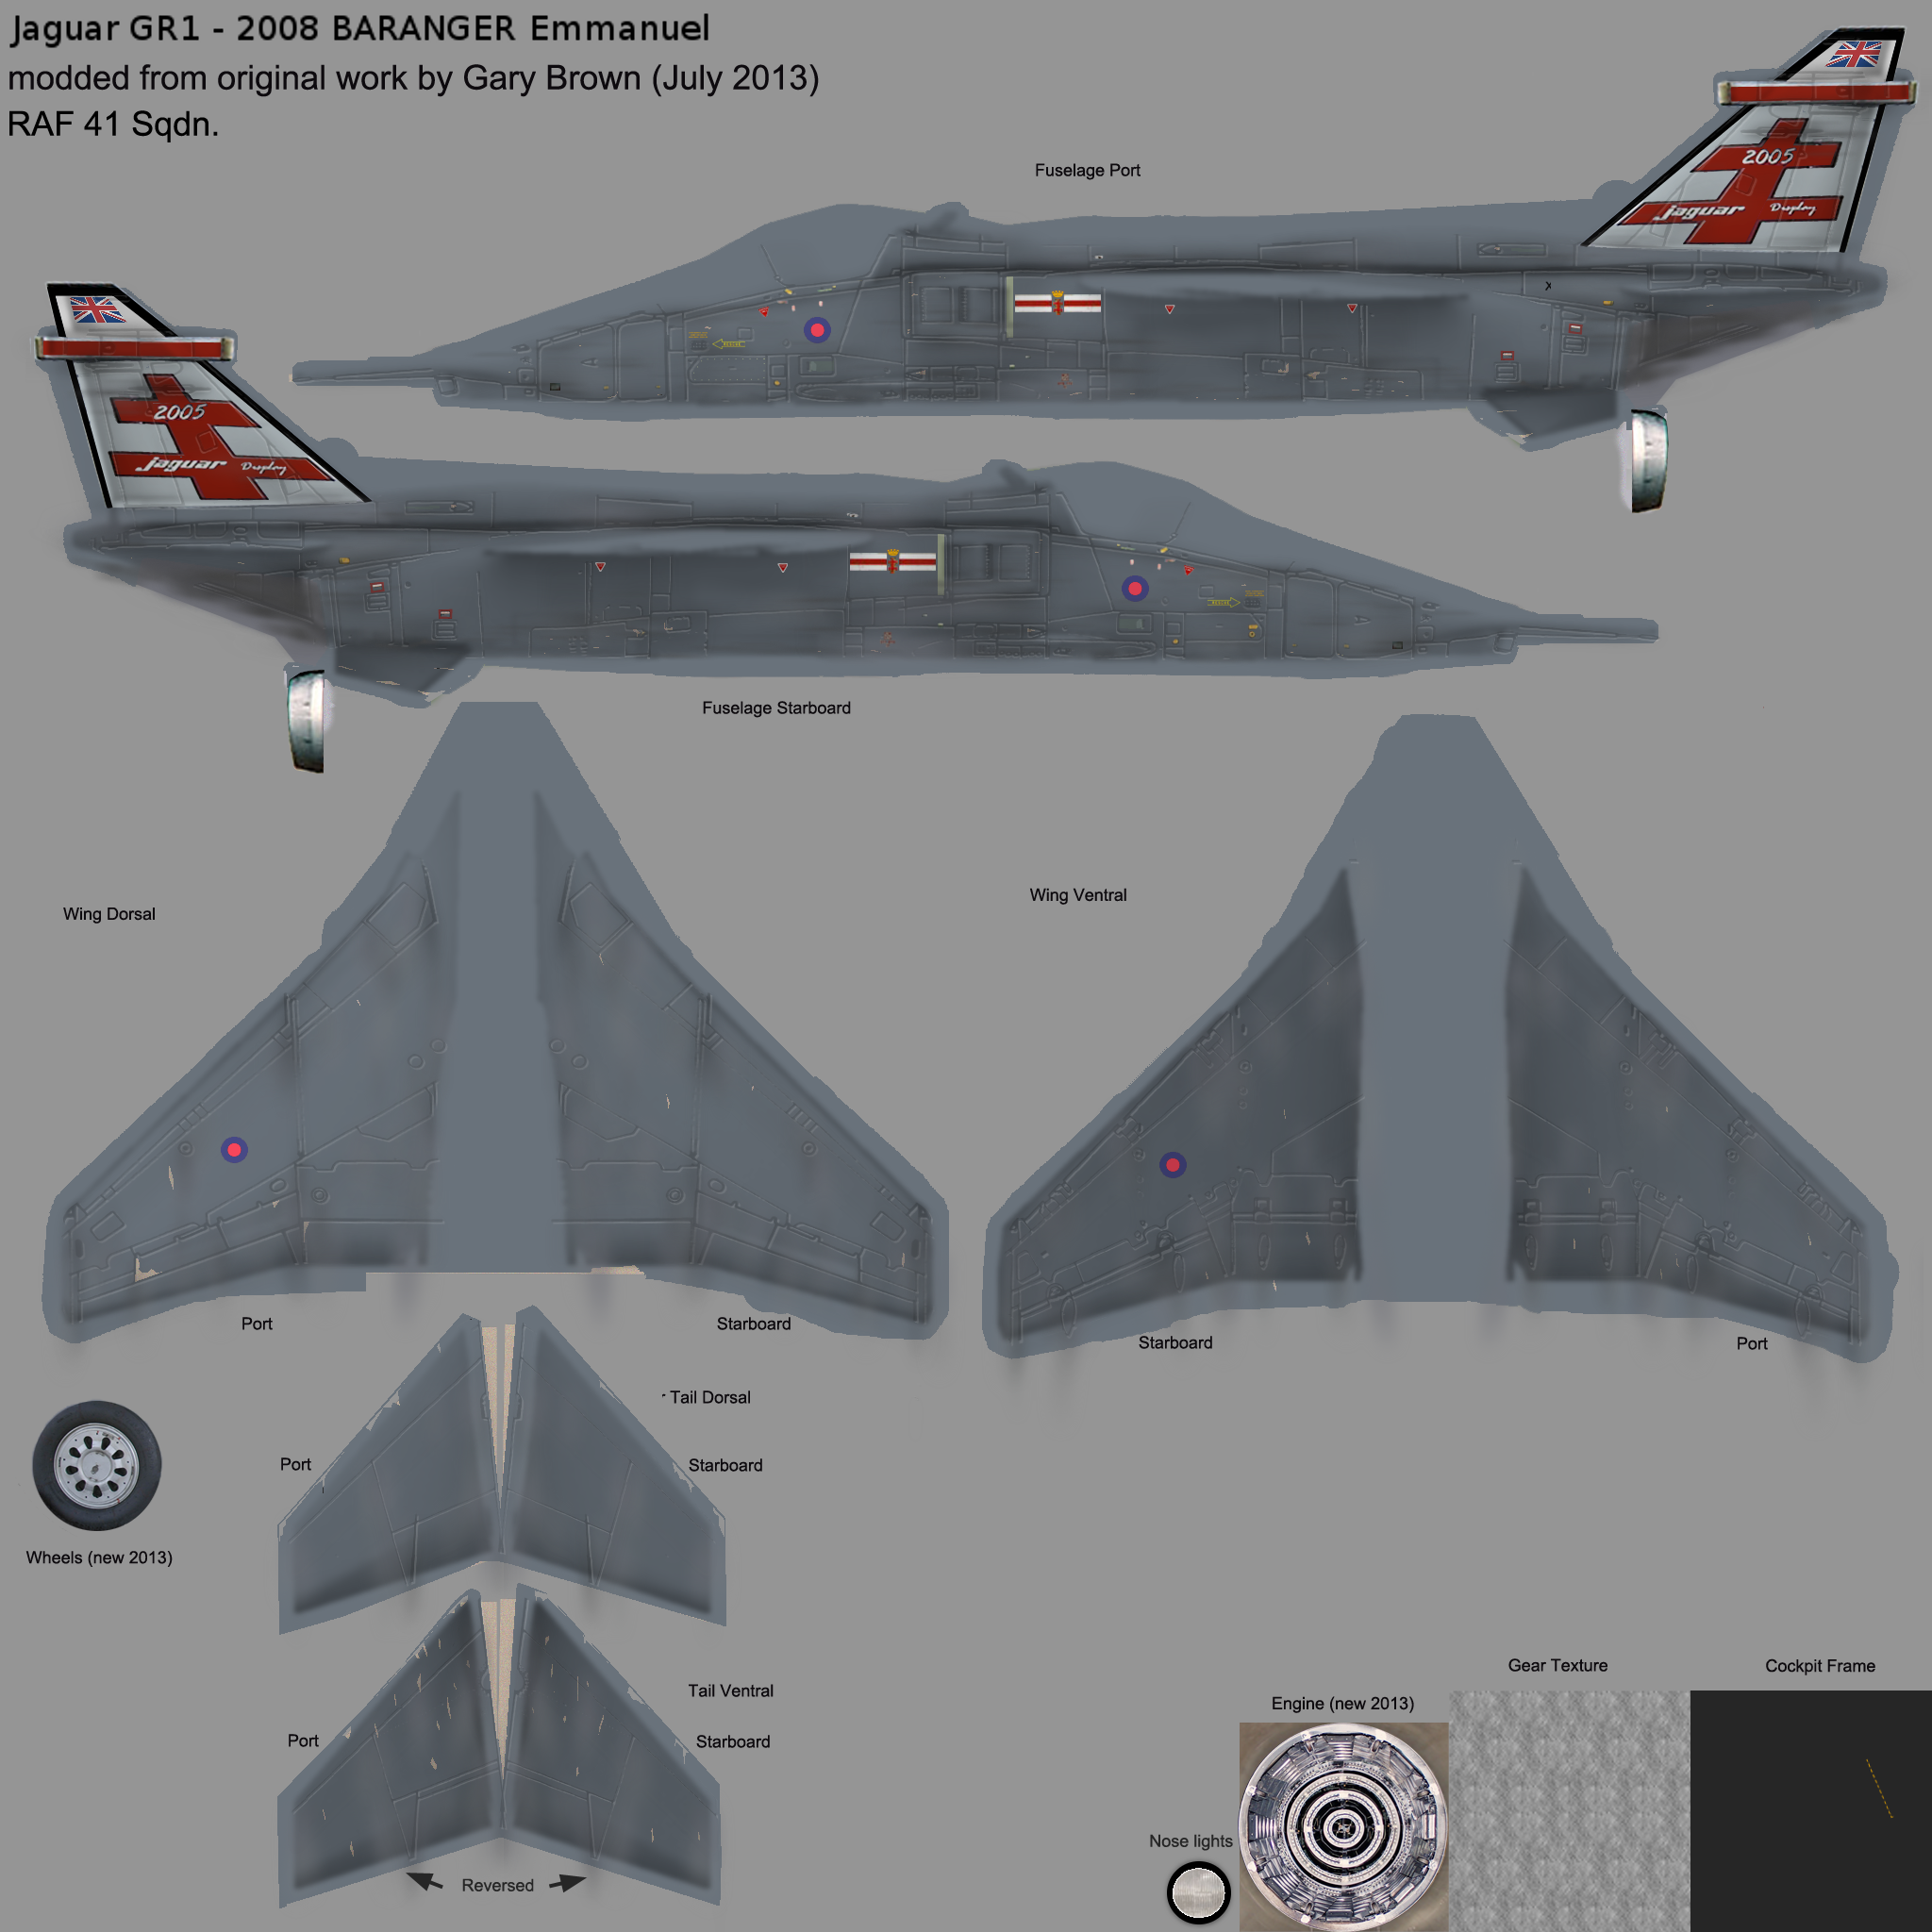 Jaguar GR1 - 2008 BARANGER Emmanuel
modded from original work by Gary Brown (July 2013)
RAF 41 Sqdn.
Fuselage Port
2005
jaguar Display
2005
jaguar Display
X
Fuselage Starboard
Wing Dorsal
Wing Ventral
Port
Starboard
Starboard
Port
Tail Dorsal
Port
Starboard
Wheels (new 2013)
Tail Ventral
Port
Starboard
Reversed
Gear Texture
Cockpit Frame
Engine (new 2013)
Nose lights